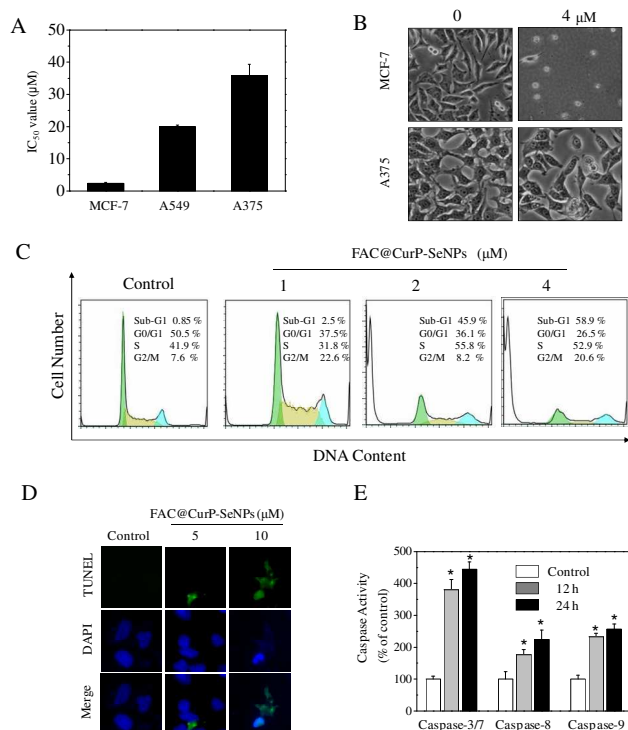 A
IC50 value (μM)
50
40
30
20
10
0
MCF-7 A549 A375
B
0 4 μM
MCF-7
A375
C
FAC@CurP-SeNPs (μM)
Control 1 2 4
Cell Number
Sub-G1 0.85 %
G0/G1 50.5 %
S 41.9 %
G2/M 7.6 %
Sub-G1 2.5 %
G0/G1 37.5 %
S 31.8 %
G2/M 22.6 %
Sub-G1 45.9 %
G0/G1 36.1 %
S 55.8 %
G2/M 8.2 %
Sub-G1 58.9 %
G0/G1 26.5 %
S 52.9 %
G2/M 20.6 %
DNA Content
D
FAC@CurP-SeNPs (μM)
Control 5 10
TUNEL
DAPI
Merge
E
Caspase Activity
(% of control)
500
400
300
200
100
0
Control
12 h
24 h
* * * * * *
Caspase-3/7 Caspase-8 Caspase-9